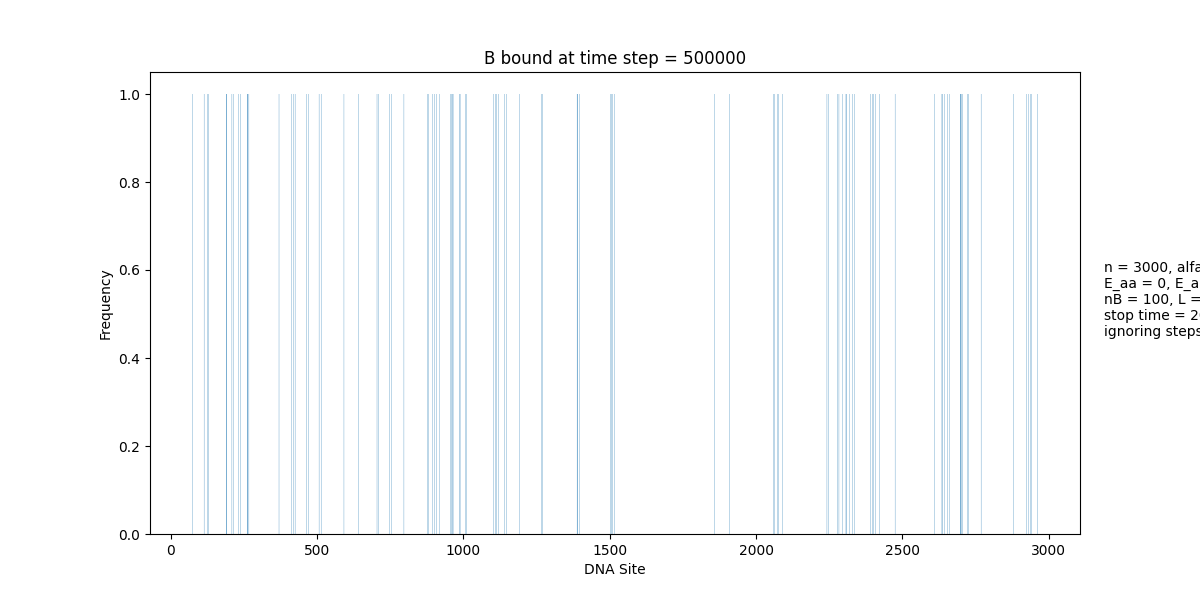 B bound at time step = 500000
1.0
0.8
0.6
0.4
0.2
0.0
Frequency
0 500 1000 1500 2000 2500 3000
DNA Site
n = 3000, alfa
E_aa = 0, E_a
nB = 100, L =
stop time = 2
ignoring steps